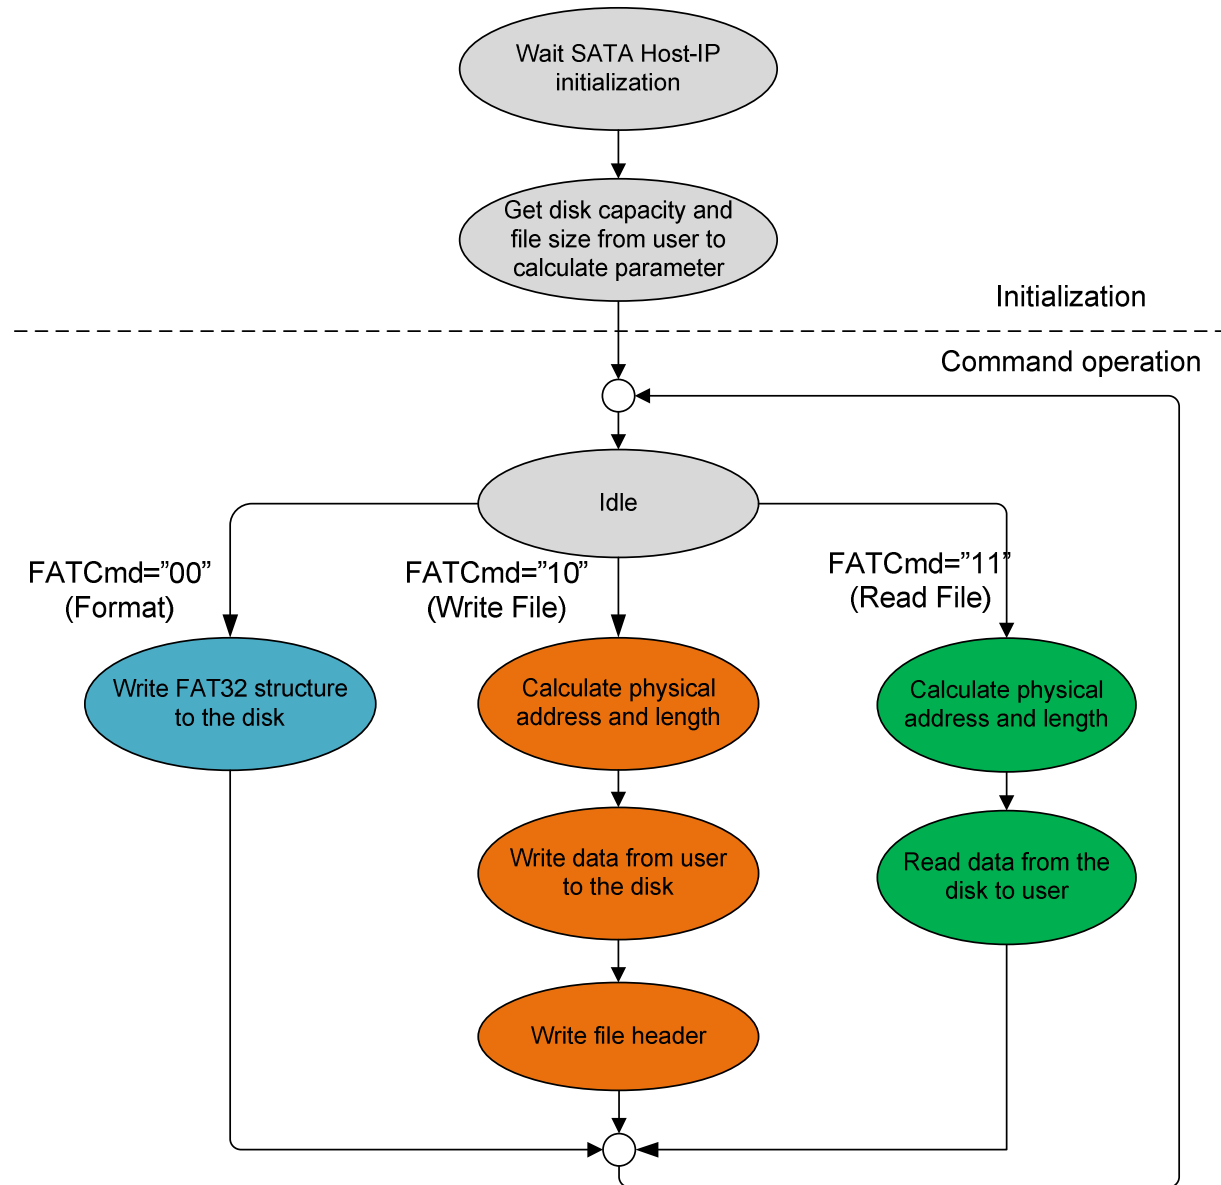 Wait SATA Host-IP
initialization
Get disk capacity and
file size from user to
calculate parameter
Initialization
Command operation
Idle
FATCmd=”00”
(Format)
FATCmd=”10”
(Write File)
FATCmd=”11”
(Read File)
Write FAT32 structure
to the disk
Calculate physical
address and length
Calculate physical
address and length
Write data from user
to the disk
Read data from the
disk to user
Write file header